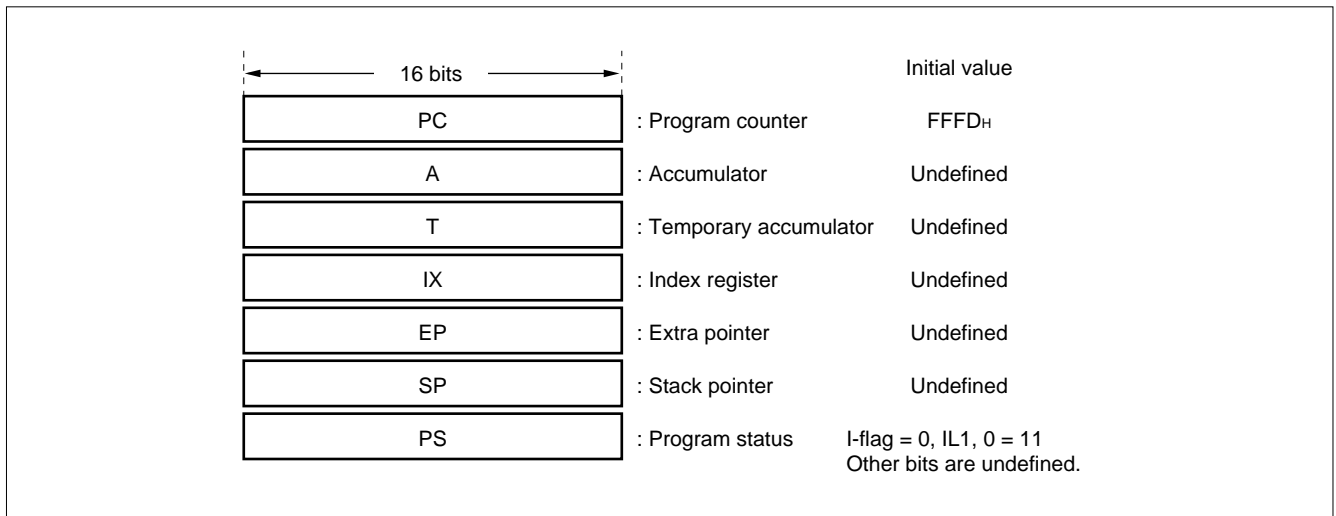 16 bits Initial value
PC : Program counter FFFDH
A : Accumulator Undefined
T : Temporary accumulator Undefined
IX : Index register Undefined
EP : Extra pointer Undefined
SP : Stack pointer Undefined
PS : Program status I-flag = 0, IL1, 0 = 11
Other bits are undefined.